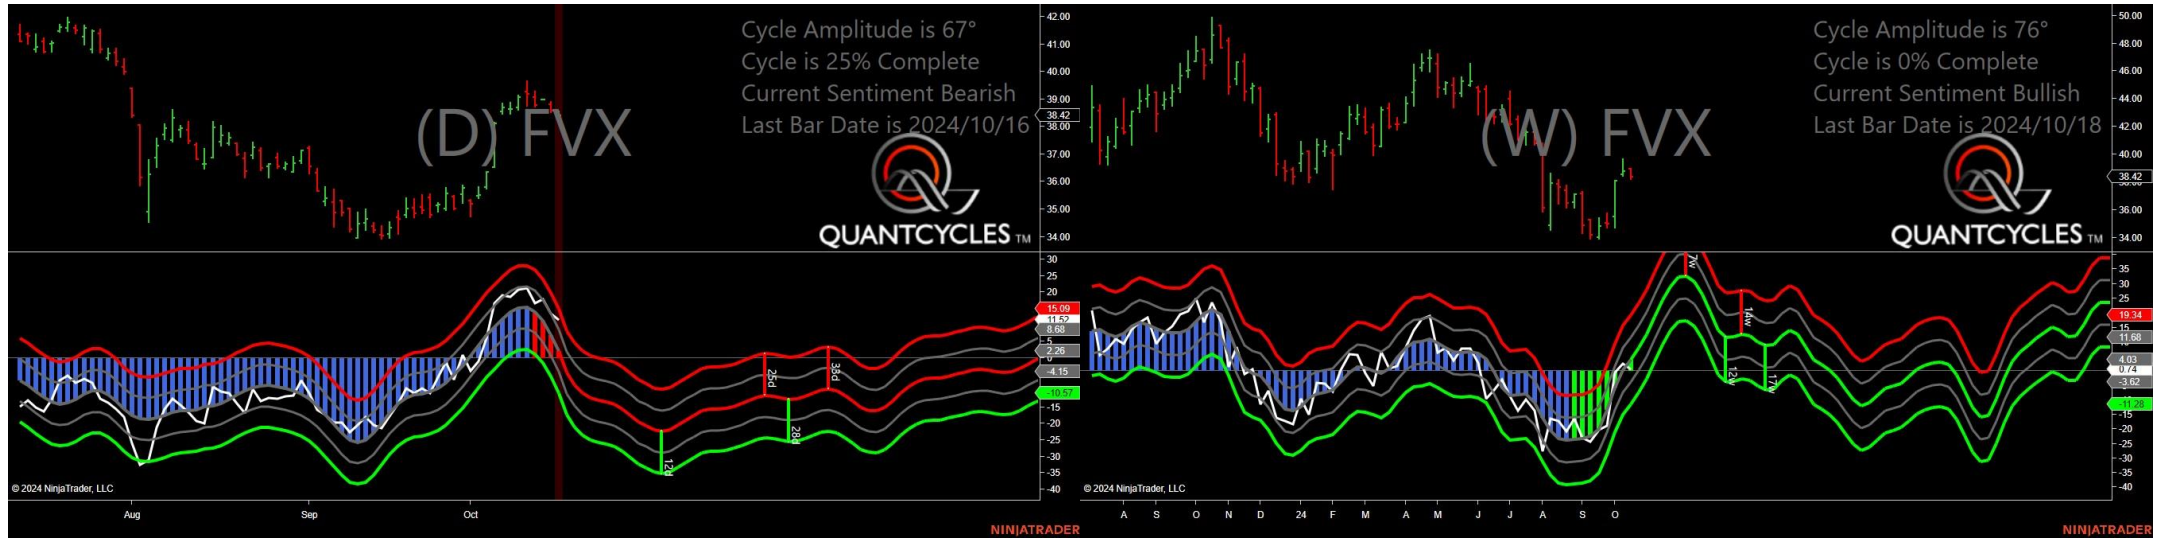 Cycle Amplitude is 67°
Cycle is 25% Complete
Current Sentiment Bearish
Last Bar Date is 2024/10/16
(D) FVX
QUANTCYCLES TM
42.00
41.00
40.00
39.00
38.42
38.00
37.00
36.00
35.00
34.00
30
25
20
15.09
11.52
8.68
2.26
-4.15
-10.57
-15
-20
-25
-30
-35
-40
12d
25d
28d
33d
© 2024 NinjaTrader, LLC
Aug
Sep
Oct
NINJATRADER
Cycle Amplitude is 76°
Cycle is 0% Complete
Current Sentiment Bullish
Last Bar Date is 2024/10/18
(W) FVX
QUANTCYCLES TM
50.00
48.00
46.00
44.00
42.00
40.00
38.42
36.00
34.00
35
30
25
19.34
15
11.68
4.03
0.74
-3.62
-11.28
-15
-20
-25
-30
-35
-40
7w
14w
12w
17w
© 2024 NinjaTrader, LLC
A S O N D 24 F M A M J J A S O
NINJATRADER